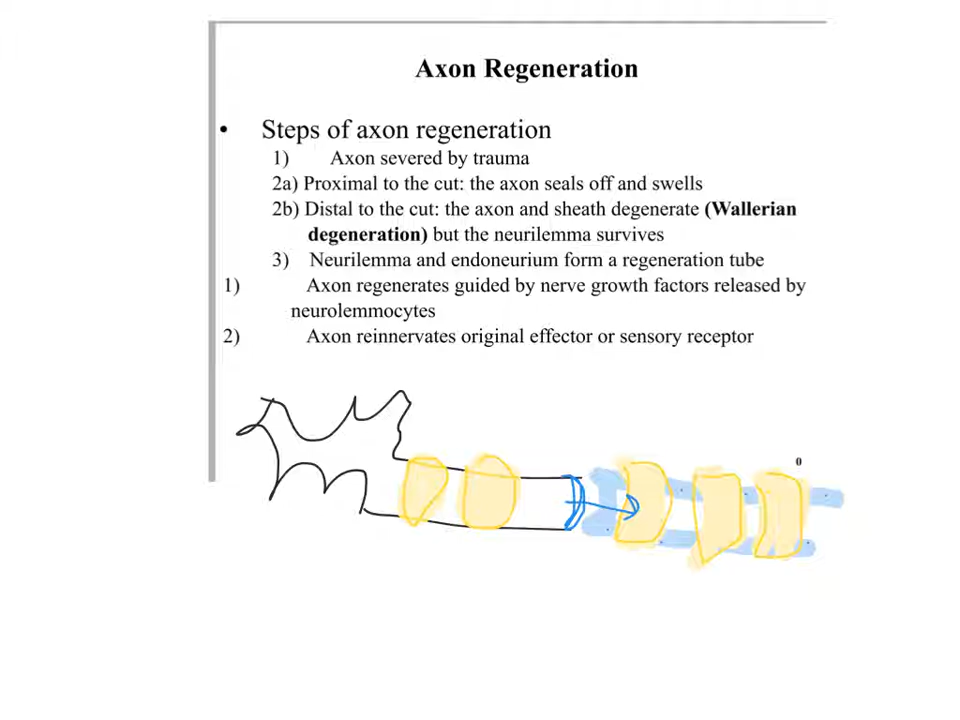 Axon Regeneration
• Steps of axon regeneration
1) Axon severed by trauma
2a) Proximal to the cut: the axon seals off and swells
2b) Distal to the cut: the axon and sheath degenerate (Wallerian
degeneration) but the neurilemma survives
3) Neurilemma and endoneurium form a regeneration tube
1) Axon regenerates guided by nerve growth factors released by
neurolemmocytes
2) Axon reinnervates original effector or sensory receptor
0